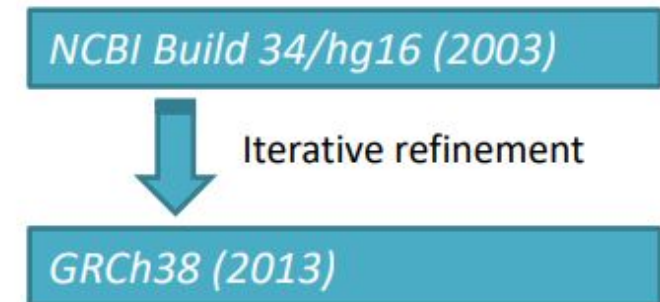 NCBI Build 34/hg16 (2003)
Iterative refinement
GRCh38 (2013)